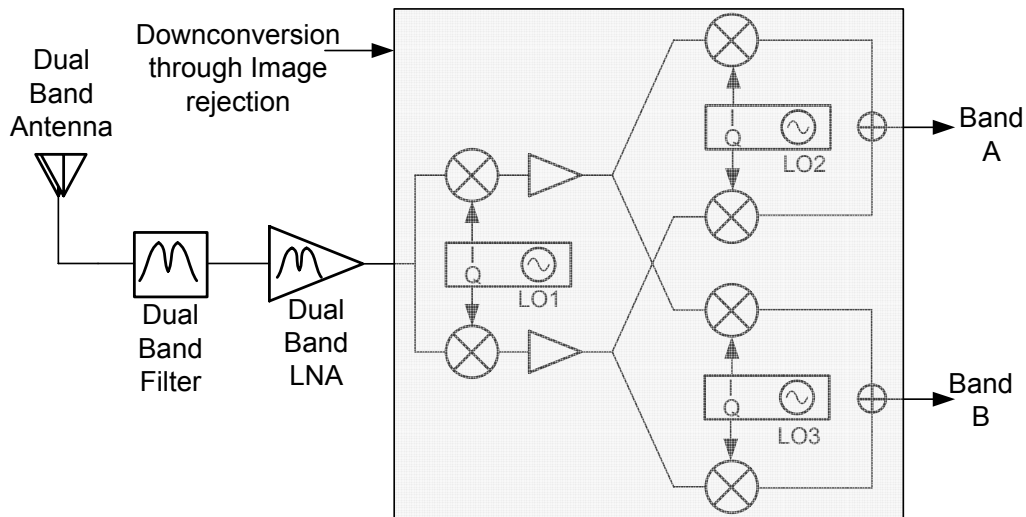 Downconversion
through Image
rejection
Dual
Band
Antenna
Dual
Band
Filter
Dual
Band
LNA
Q
LO1
Q
LO2
Q
LO3
Band
A
Band
B